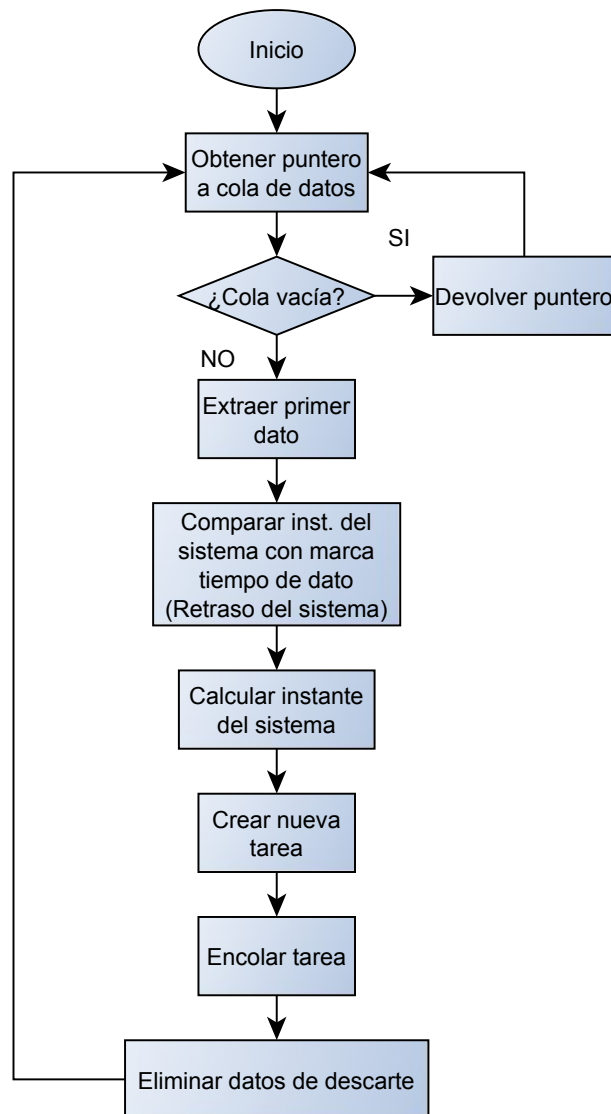 Inicio
Obtener puntero
a cola de datos
SI
¿Cola vacía?
Devolver puntero
NO
Extraer primer
dato
Comparar inst. del
sistema con marca
tiempo de dato
(Retraso del sistema)
Calcular instante
del sistema
Crear nueva
tarea
Encolar tarea
Eliminar datos de descarte